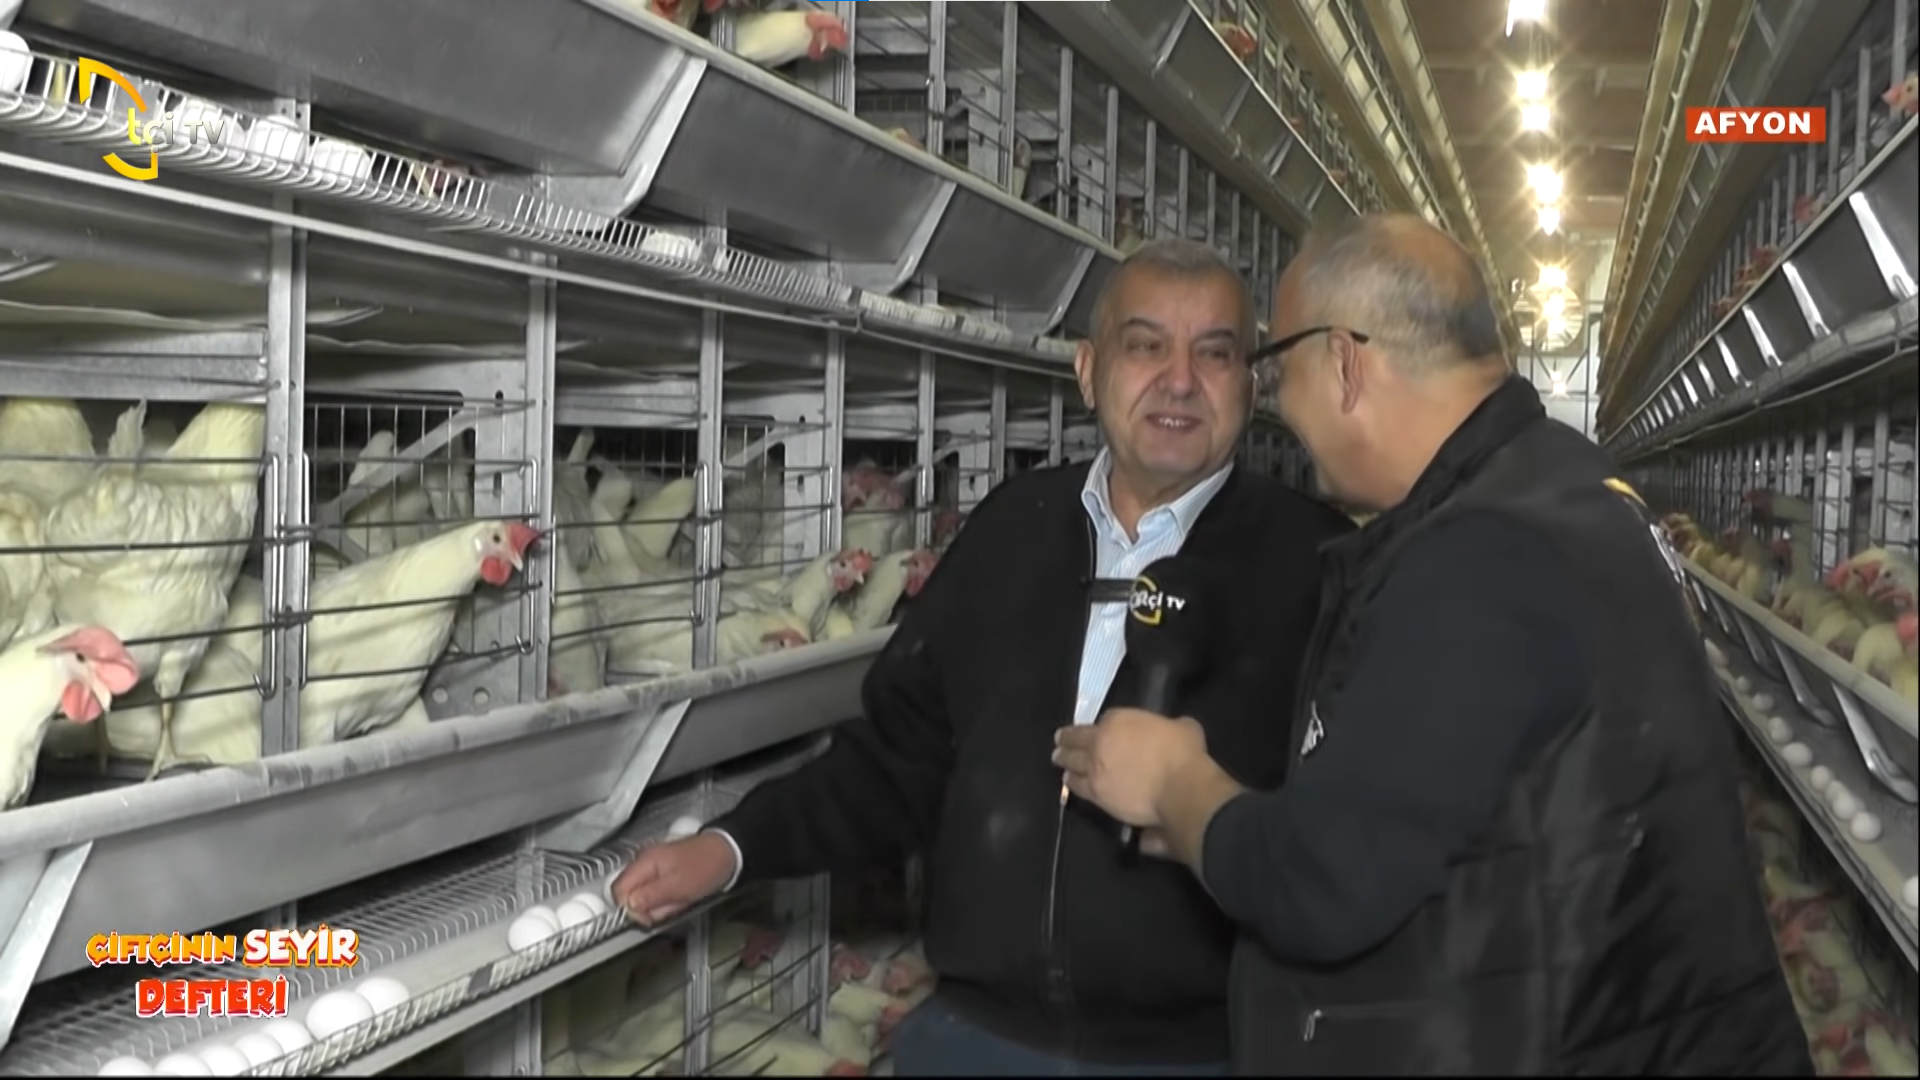 tçi TV
AFYON
tçi TV
ÇİFTÇİNİN SEYİR
DEFTERİ